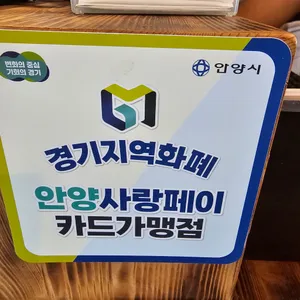 변화의 중심
기회의 경기
안양시
경기지역화폐
안양사랑페이
카드가맹점